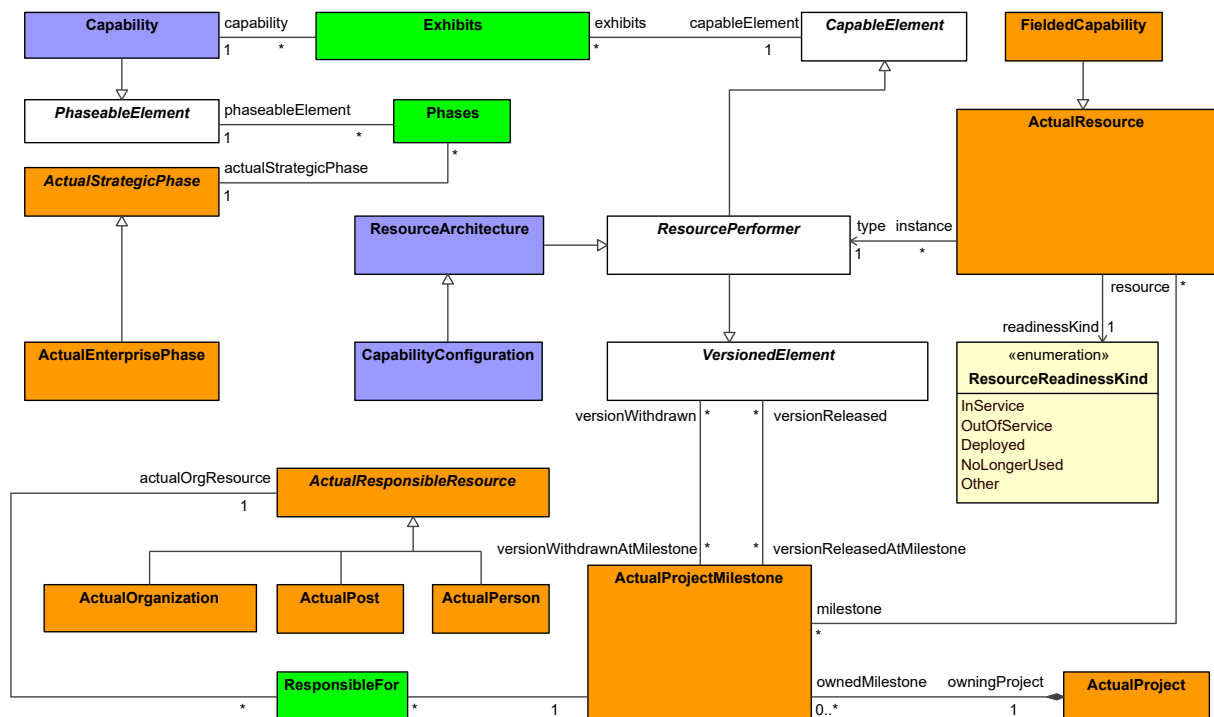 Capability
capability
1
*
Exhibits
exhibits
*
capableElement
1
CapableElement
FieldedCapability
PhaseableElement
phaseableElement
1
*
Phases
*
ActualResource
ActualStrategicPhase
actualStrategicPhase
1
ResourceArchitecture
ResourcePerformer
type
1
instance
*
resource
*
readinessKind
1
ActualEnterprisePhase
CapabilityConfiguration
VersionedElement
«enumeration»
ResourceReadinessKind
InService
OutOfService
Deployed
NoLongerUsed
Other
versionWithdrawn
*
*
versionReleased
actualOrgResource
1
ActualResponsibleResource
versionWithdrawnAtMilestone
*
*
versionReleasedAtMilestone
ActualOrganization
ActualPost
ActualPerson
ActualProjectMilestone
milestone
*
ResponsibleFor
*
*
1
ownedMilestone
0..*
owningProject
1
ActualProject